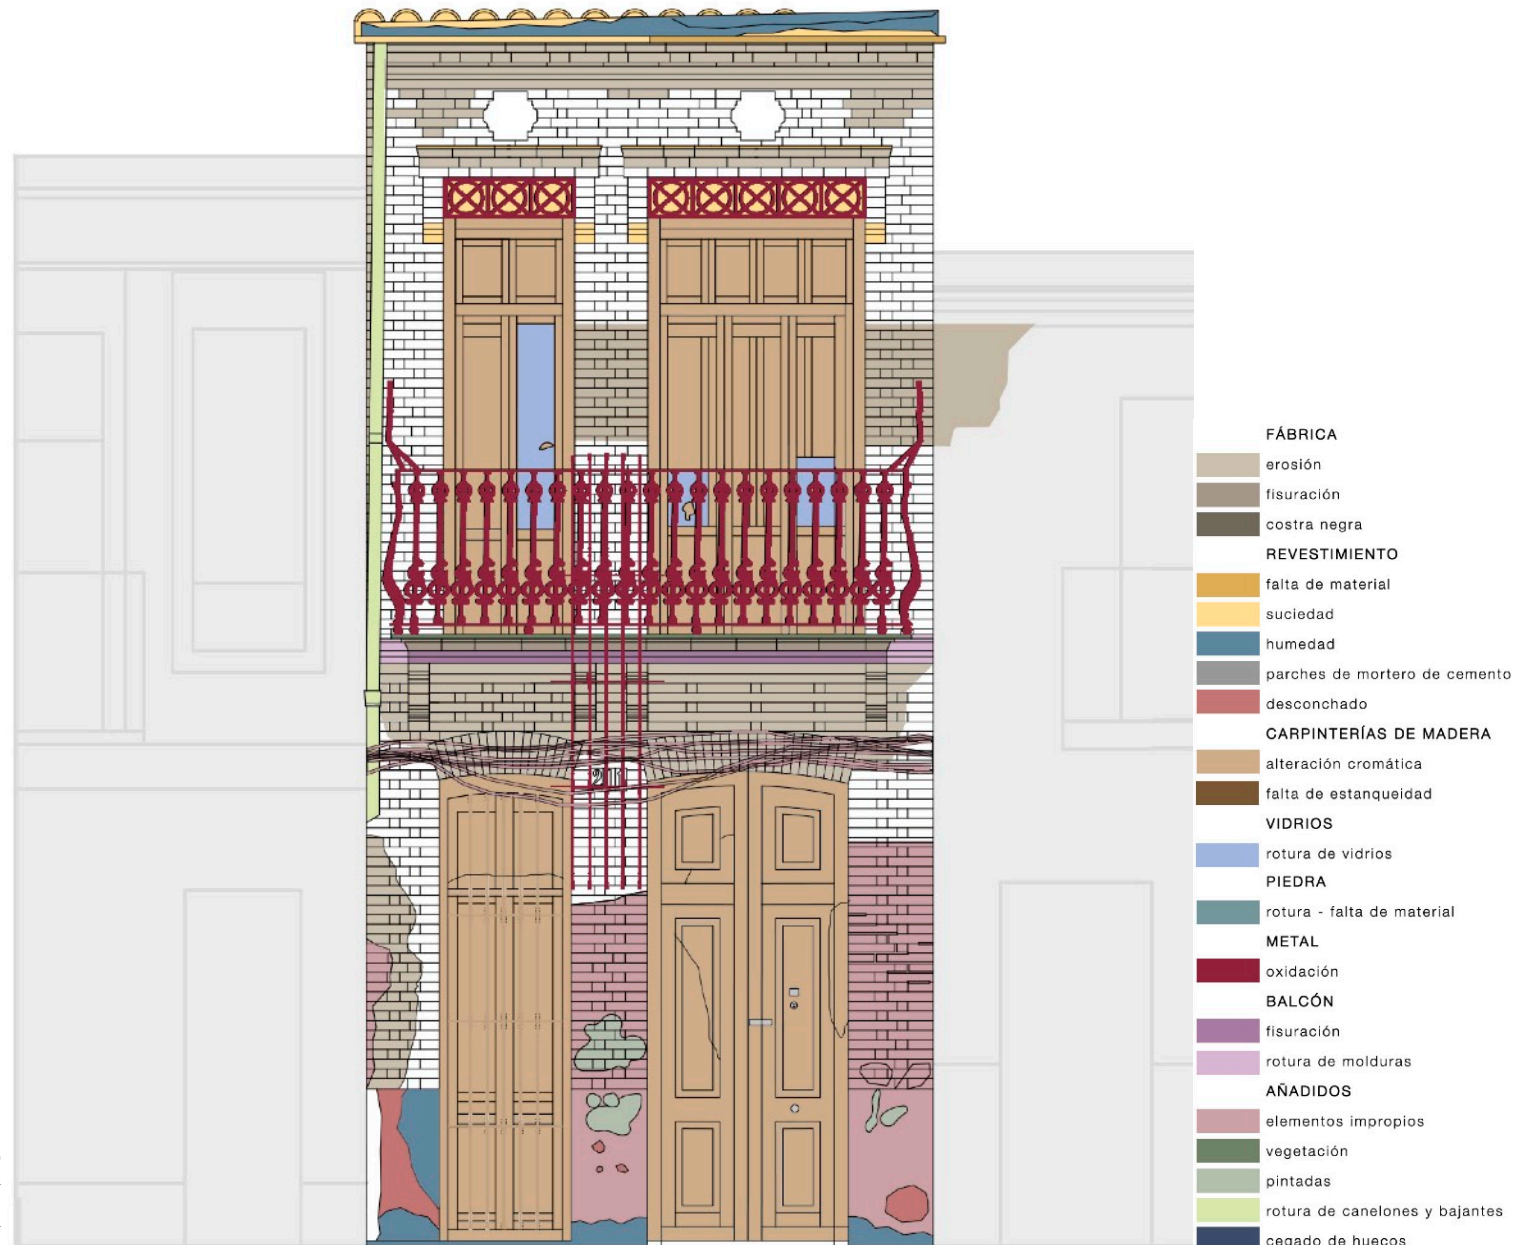 FÁBRICA
erosión
fisuración
costra negra
REVESTIMIENTO
falta de material
suciedad
humedad
parches de mortero de cemento
desconchado
CARPINTERÍAS DE MADERA
alteración cromática
falta de estanqueidad
VIDRIOS
rotura de vidrios
PIEDRA
rotura - falta de material
METAL
oxidación
BALCÓN
fisuración
rotura de molduras
AÑADIDOS
elementos impropios
vegetación
pintadas
rotura de canelones y bajantes
cegado de huecos